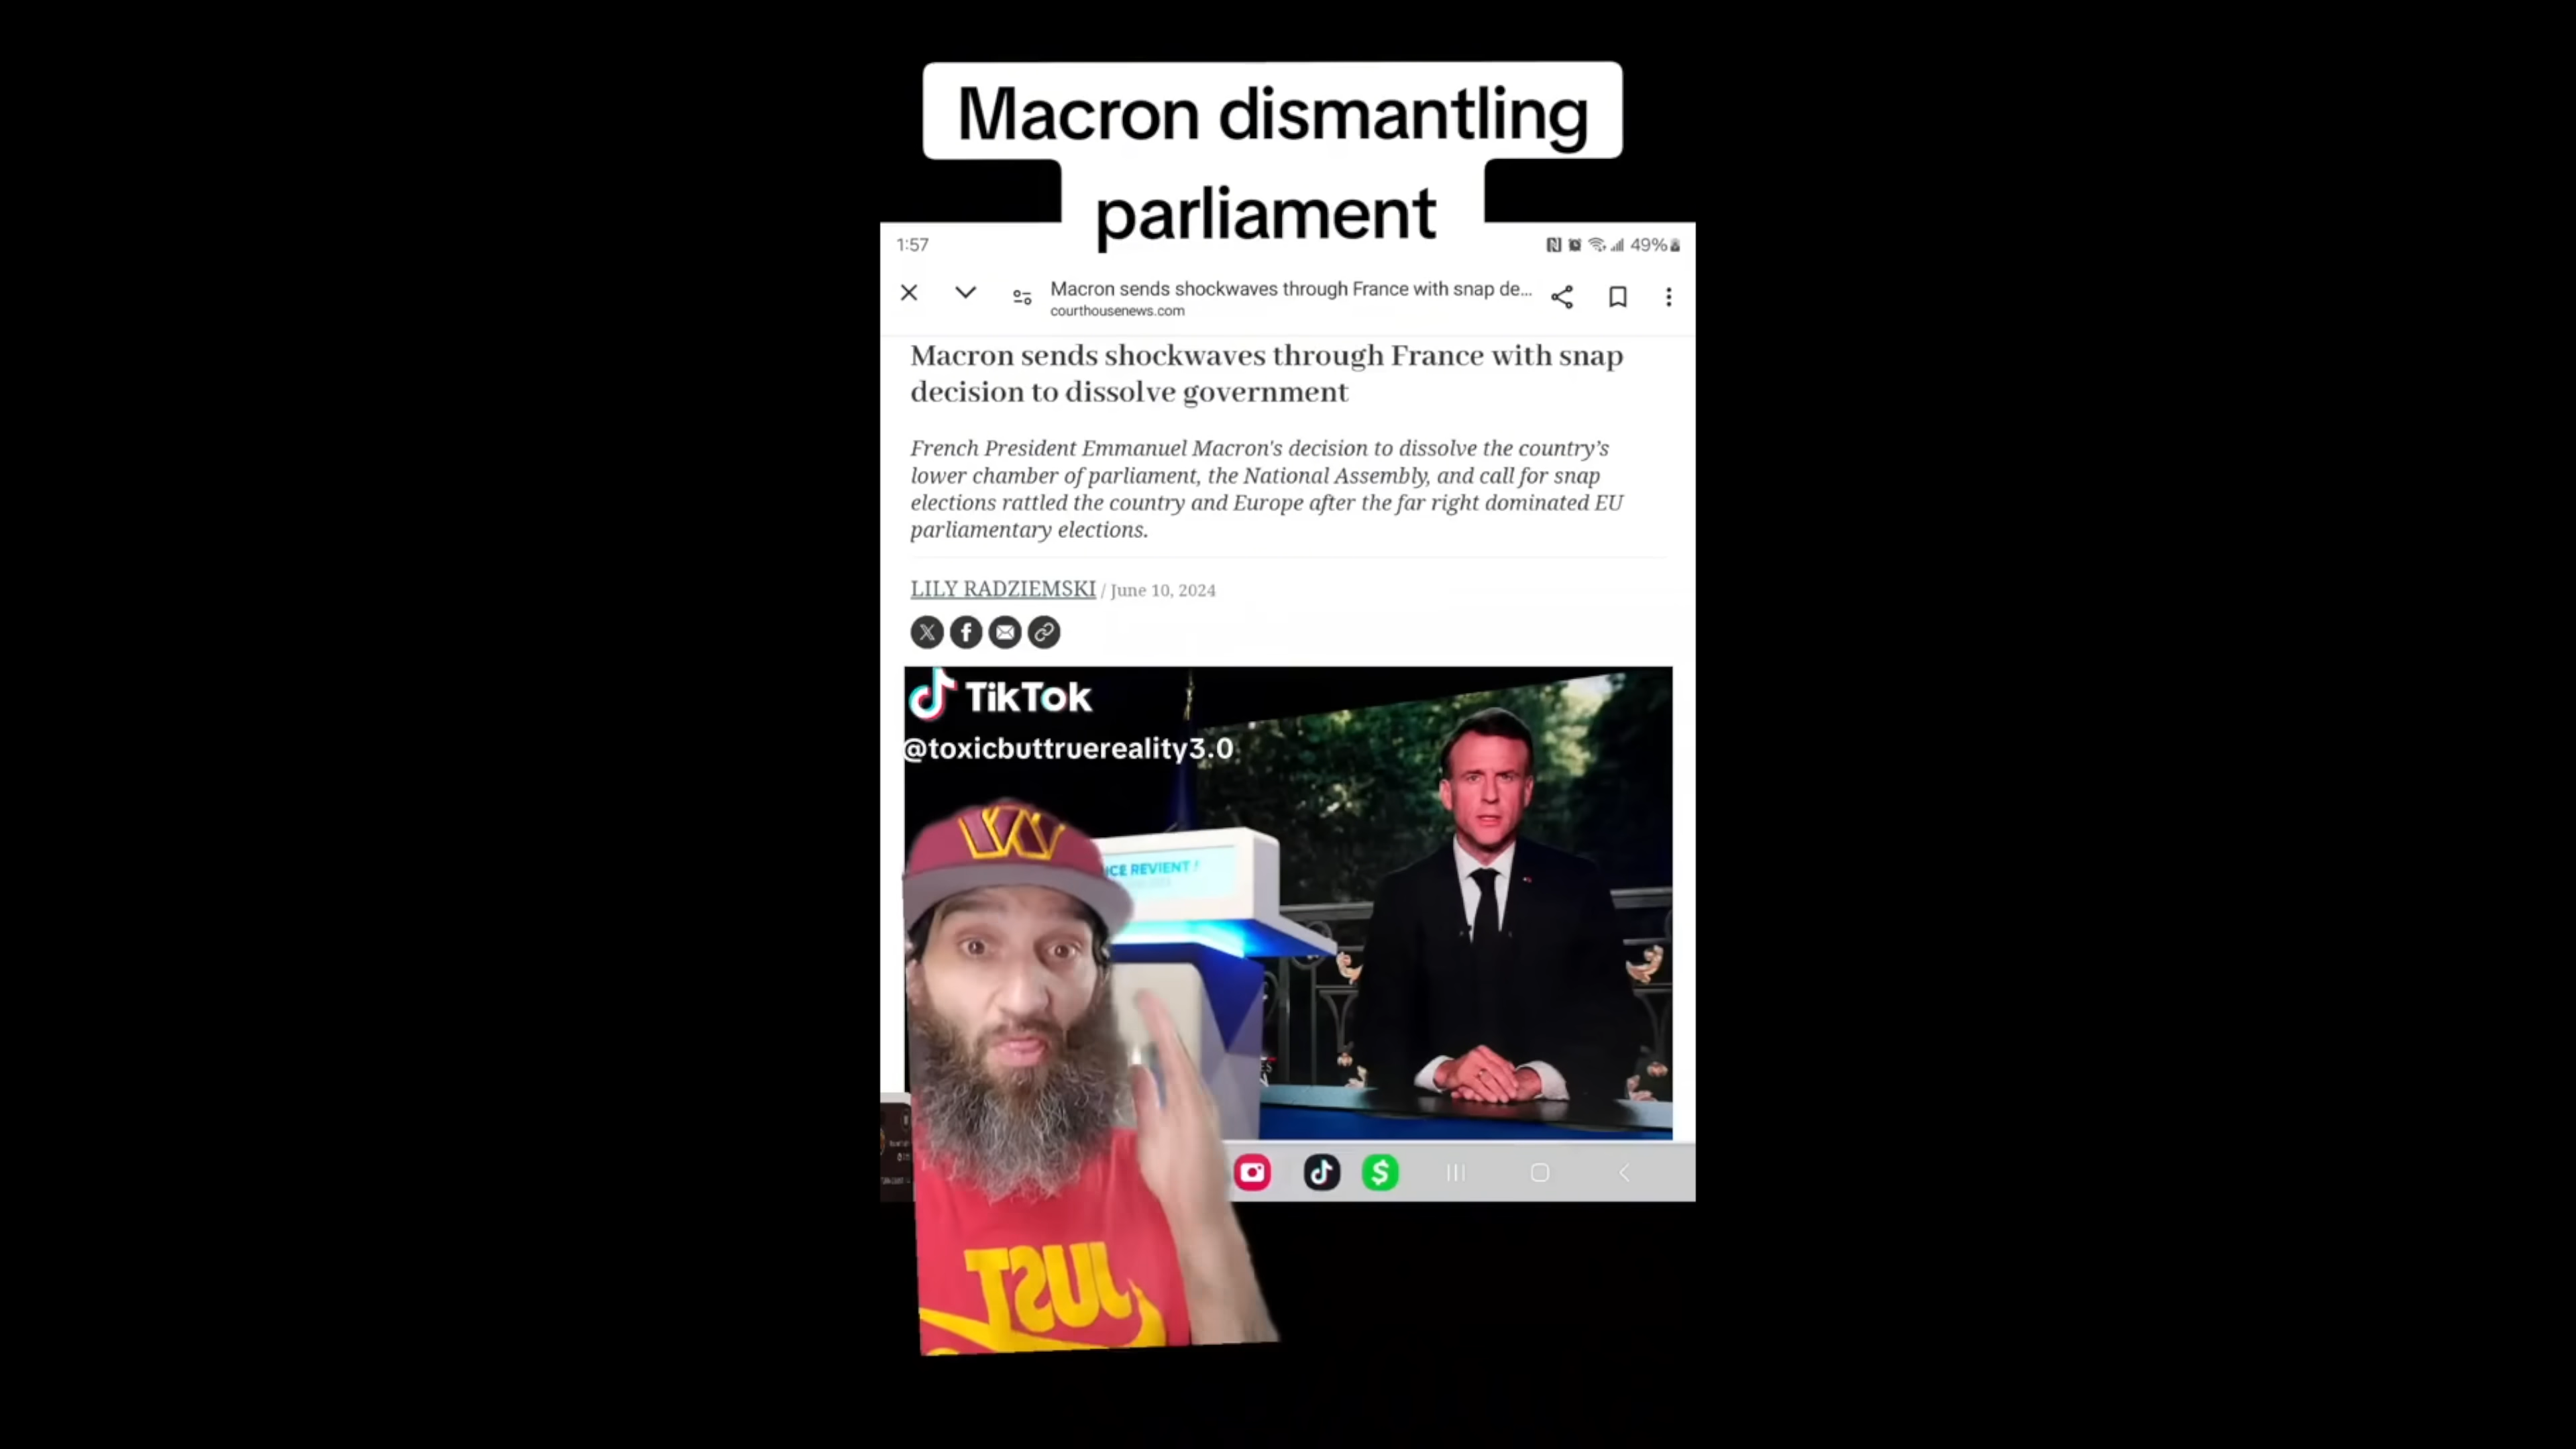 Macron dismantling
parliament
1:57
49%
Macron sends shockwaves through France with snap de...
courthousenews.com
Macron sends shockwaves through France with snap
decision to dissolve government
French President Emmanuel Macron's decision to dissolve the country’s
lower chamber of parliament, the National Assembly, and call for snap
elections rattled the country and Europe after the far right dominated EU
parliamentary elections.
LILY RADZIEMSKI / June 10, 2024
TikTok
@toxicbuttruereality3.0
W
CE REVIENT !
JUST